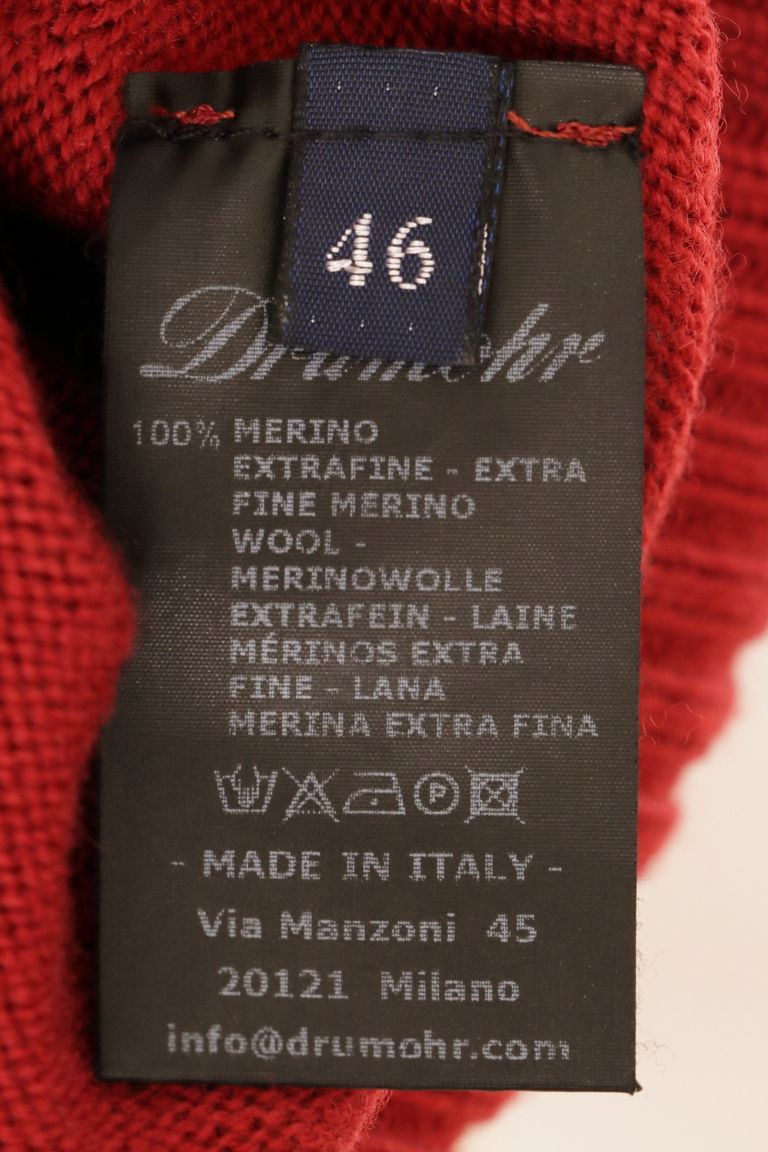 46
Drumohr
100% MERINO
EXTRAFINE - EXTRA
FINE MERINO
WOOL -
MERINOWOLLE
EXTRAFEIN - LAINE
MÉRINOS EXTRA
FINE - LANA
MERINA EXTRA FINA
P
- MADE IN ITALY -
Via Manzoni 45
20121 Milano
info@drumohr.com